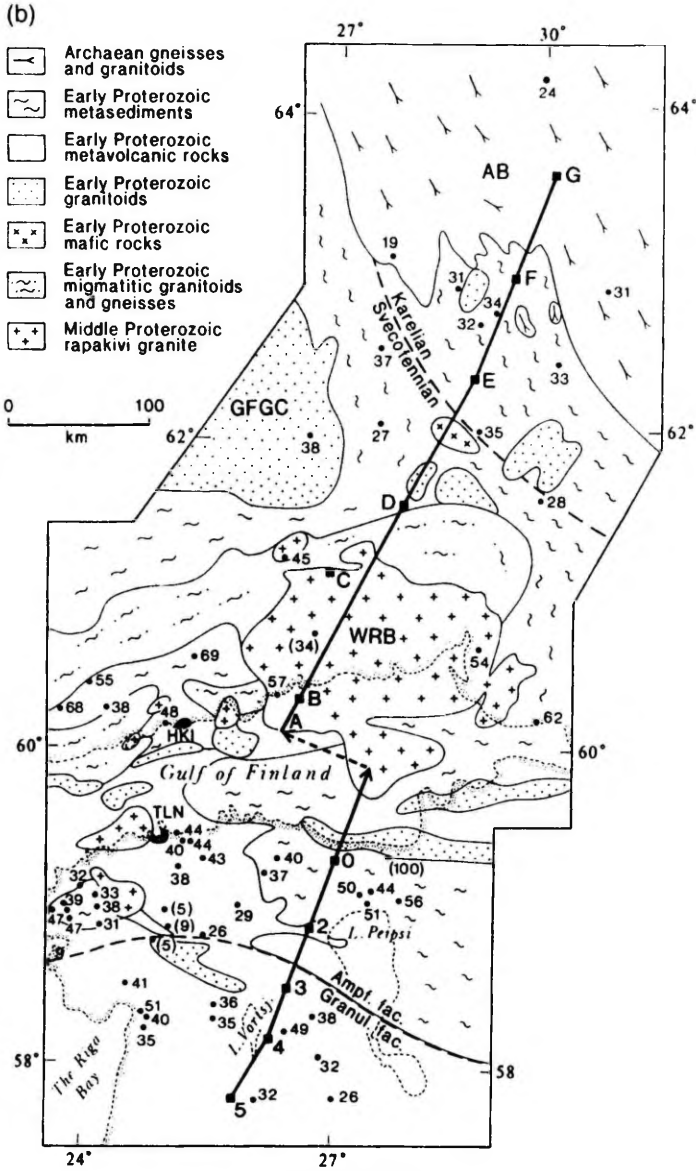 (b)
Archaean gneisses
and granitoids
Early Proterozoic
metasediments
Early Proterozoic
metavolcanic rocks
Early Proterozoic
granitoids
Early Proterozoic
mafic rocks
Early Proterozoic
migmatitic granitoids
and gneisses
Middle Proterozoic
rapakivi granite
0 100
km
27° 30°
24
64° 64°
AB G
19
31 F 31
34
32
Karelian
Svecofennian
37 33
E
GFGC
27 35
62° 38 62°
28
D
45
C
WRB
(34)
69 54
55 57
68 38 48 B 62
HKI A
60° 60°
Gulf of Finland
TLN
44
40 44
43 40 0 (100)
38 37
32 33 50 44
39 38 (5) 29 51 56
47 47 31 (9) 26 2 L. Peipsi
(5)
9
Ampf. fac.
Granul. fac.
41 3
51 36 38
40 35 L. Vortsj. 49
35 4
32
58° 58
The Riga
Bay
5 32 26
24° 27°